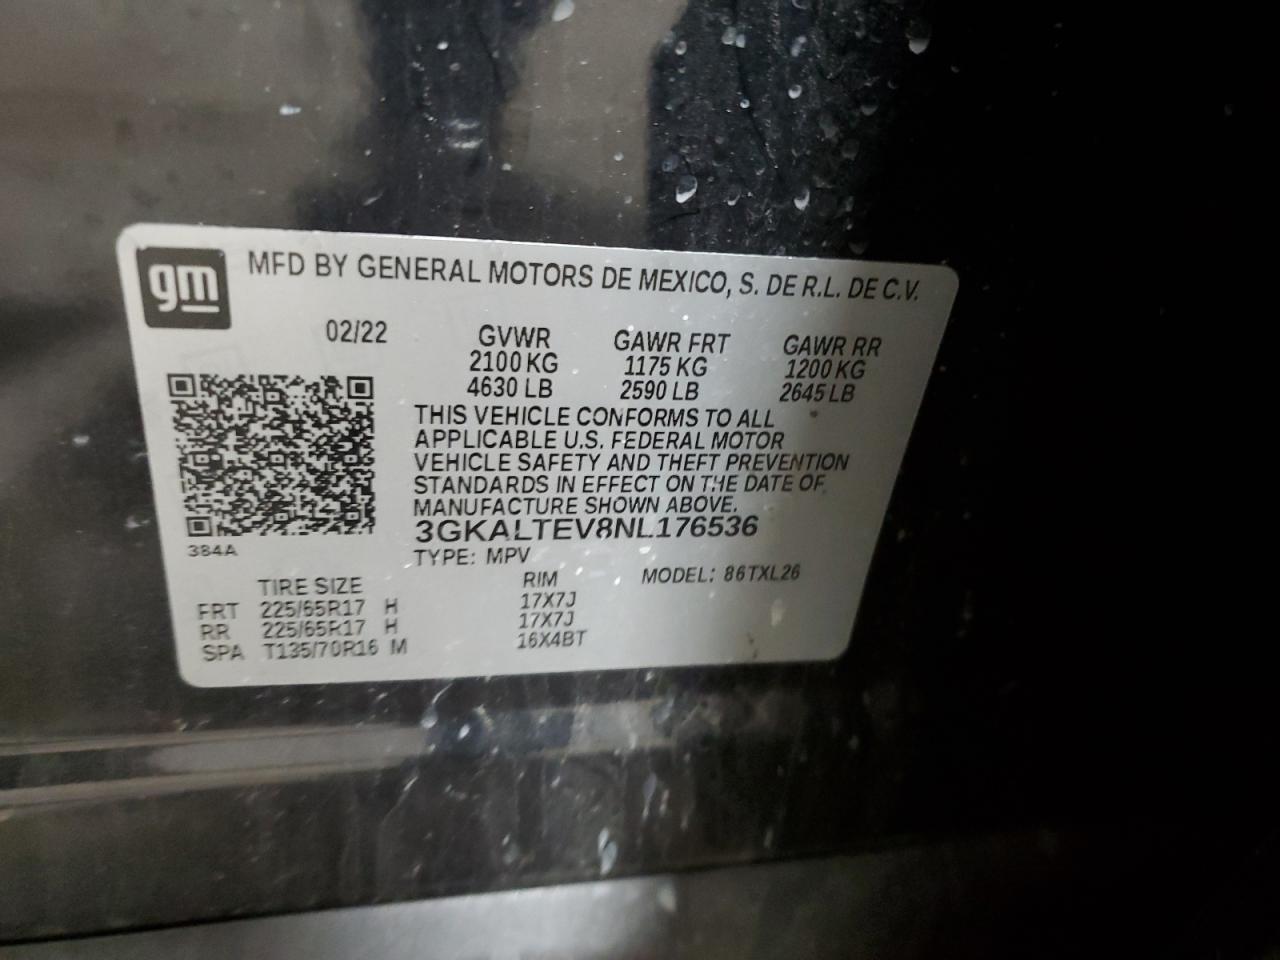 gm MFD BY GENERAL MOTORS DE MEXICO, S. DE R.L. DE C.V.
02/22 GVWR GAWR FRT GAWR RR
2100 KG 1175 KG 1200 KG
4630 LB 2590 LB 2645 LB
THIS VEHICLE CONFORMS TO ALL
APPLICABLE U.S. FEDERAL MOTOR
VEHICLE SAFETY AND THEFT PREVENTION
STANDARDS IN EFFECT ON THE DATE OF
MANUFACTURE SHOWN ABOVE.
3GKALTEV8NL176536
384A TYPE: MPV
TIRE SIZE RIM MODEL: 86TXL26
FRT 225/65R17 H 17X7J
RR 225/65R17 H 17X7J
SPA T135/70R16 M 16X4BT